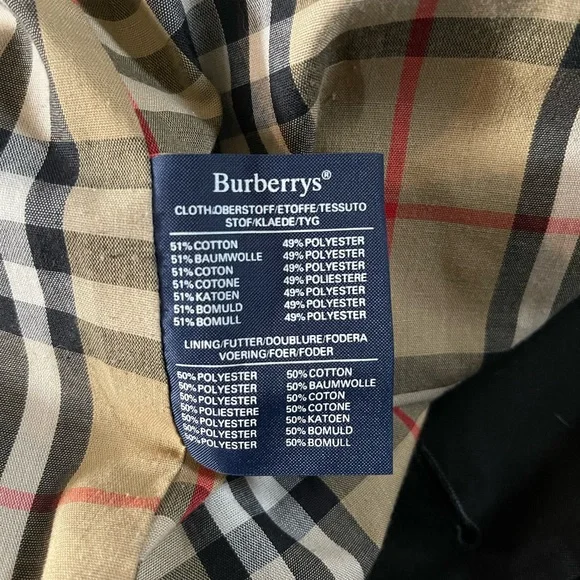 Burberrys®
CLOTH/OBERSTOFF/ETOFFE/TESSUTO
STOF/KLAEDE/TYG
51% COTTON 49% POLYESTER
51% BAUMWOLLE 49% POLYESTER
51% COTON 49% POLYESTER
51% COTONE 49% POLIESTERE
51% KATOEN 49% POLYESTER
51% BOMULD 49% POLYESTER
51% BOMULL 49% POLYESTER
LINING/FUTTER/DOUBLURE/FODERA
VOERING/FOER/FODER
50% POLYESTER 50% COTTON
50% POLYESTER 50% BAUMWOLLE
50% POLYESTER 50% COTON
50% POLIESTERE 50% COTONE
50% POLYESTER 50% KATOEN
50% POLYESTER 50% BOMULD
50% POLYESTER 50% BOMULL